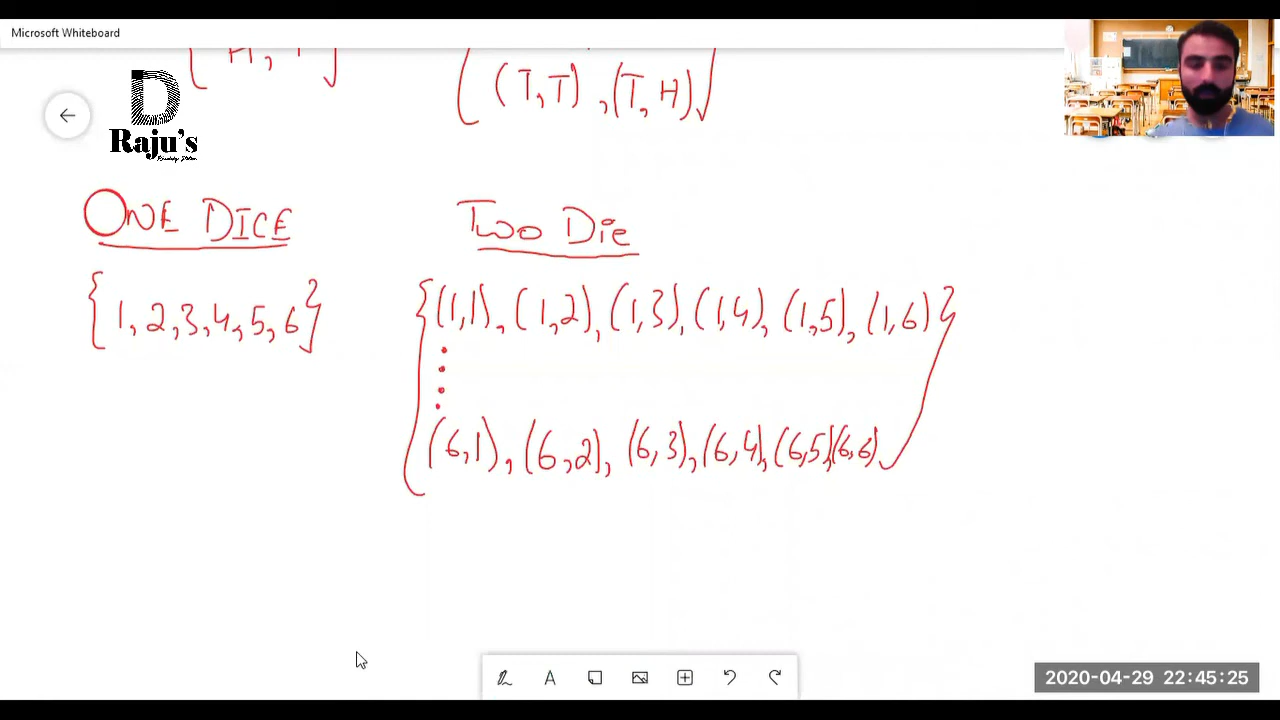 Microsoft Whiteboard
(T,T) ,(T,H)
D
Raju's
ONE DICE
Two Die
{1,2,3,4,5,6}
{(1,1), (1,2), (1,3), (1,4), (1,5), (1,6)}
(6,1), (6,2), (6,3), (6,4), (6,5),(6,6)
A
2020-04-29 22:45:25